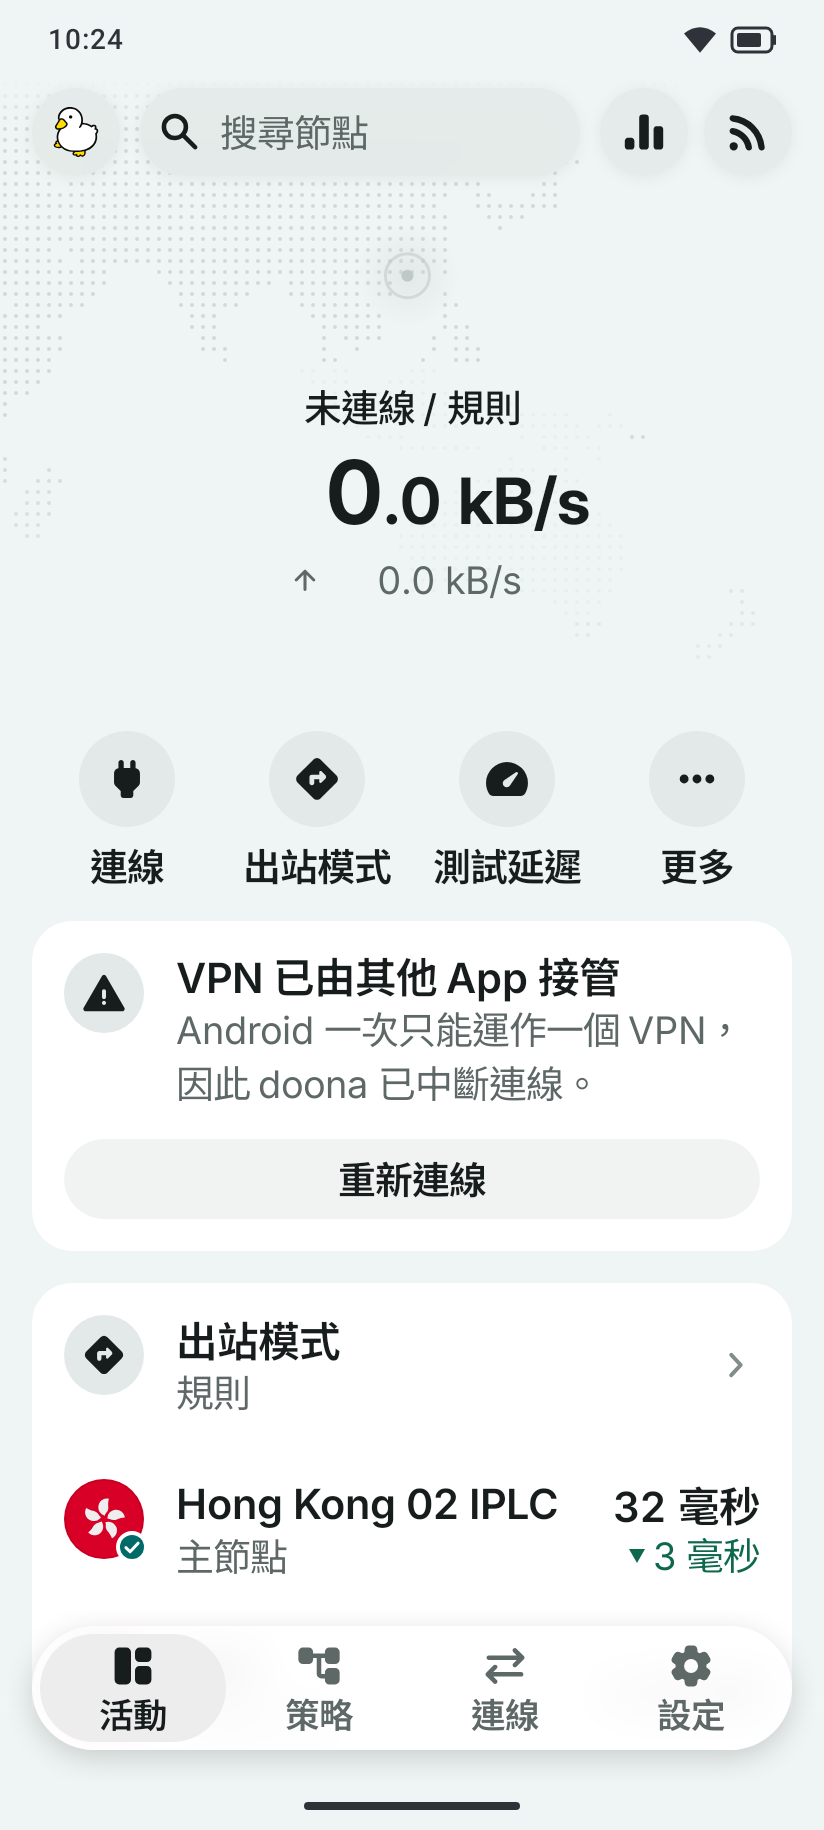 10:24
搜尋節點
未連線 / 規則
0.0 kB/s
↑ 0.0 kB/s
連線
出站模式
測試延遲
更多
VPN 已由其他 App 接管
Android 一次只能運作一個 VPN，
因此 doona 已中斷連線。
重新連線
出站模式
規則
Hong Kong 02 IPLC
32 毫秒
主節點
▼3 毫秒
活動
策略
連線
設定